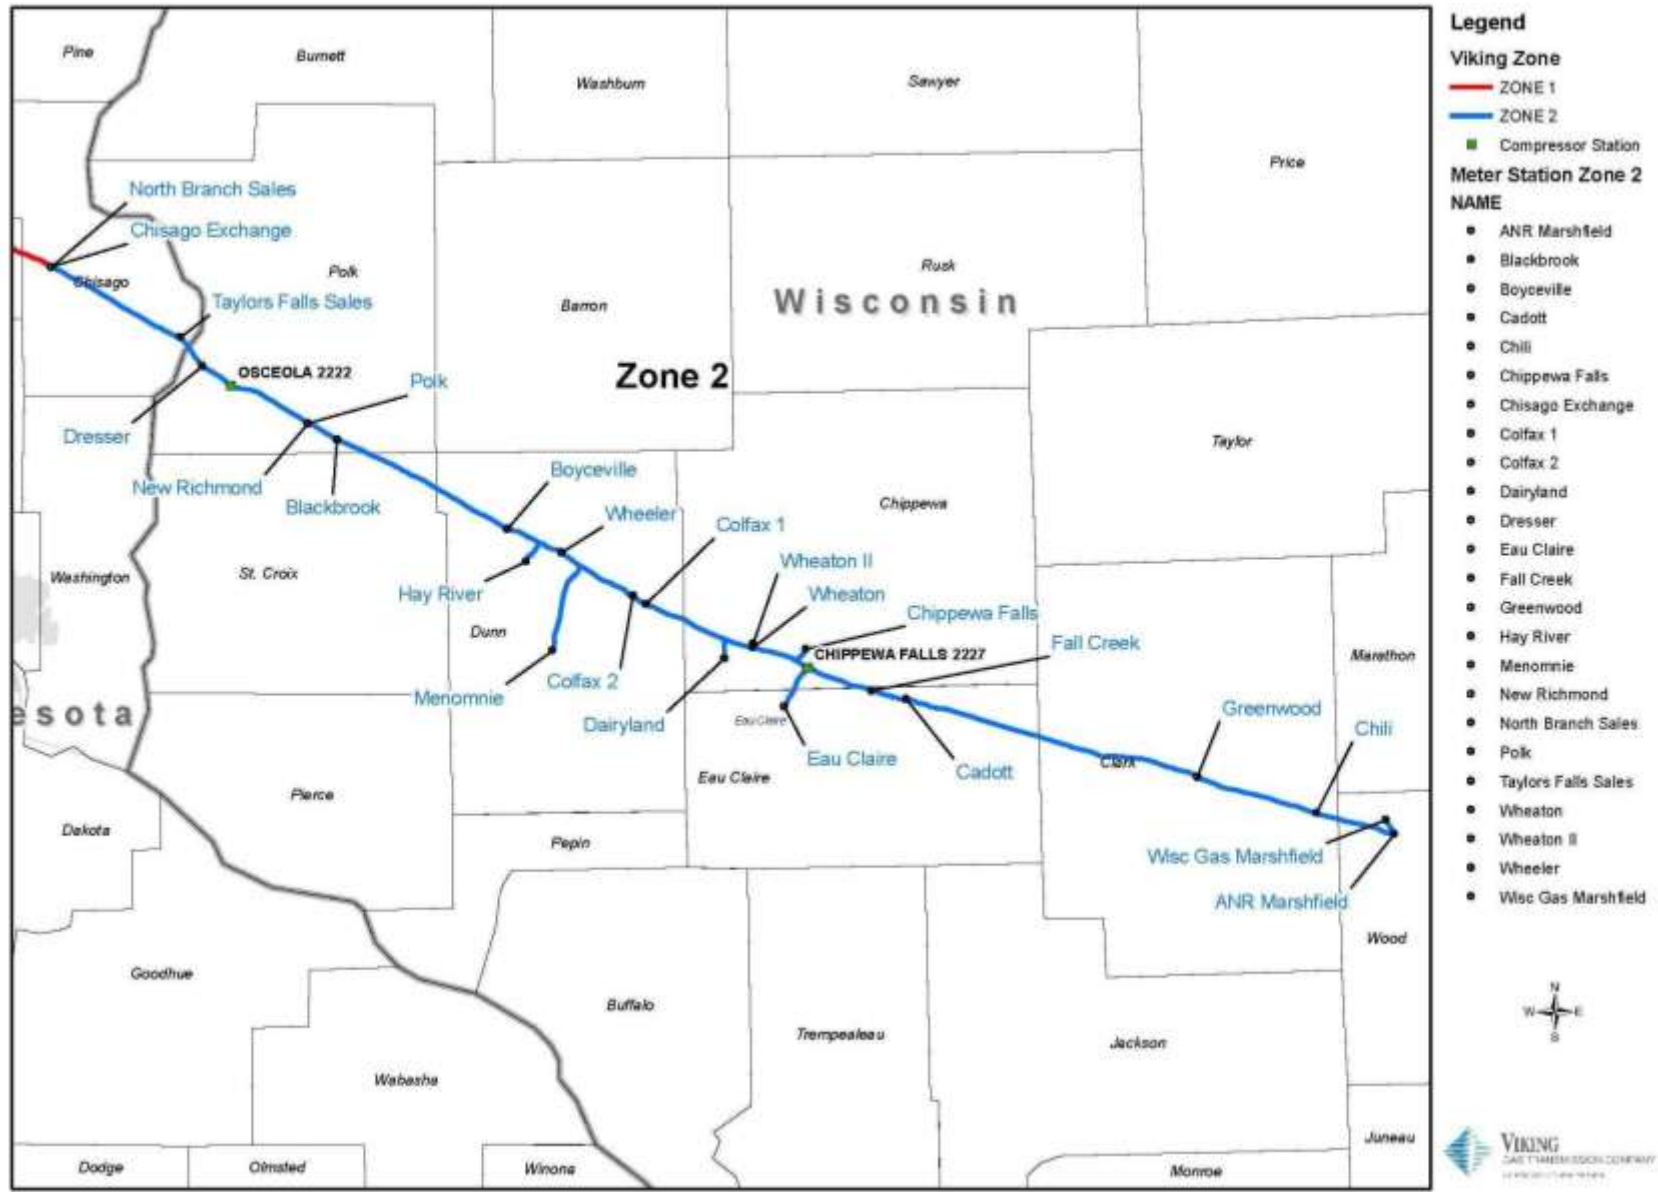 Pine
Burnett
Washburn
Sawyer
Price
North Branch Sales
Chisago Exchange
Chisago
Polk
Taylors Falls Sales
Barron
Rusk
Wisconsin
OSCEOLA 2222
Zone 2
Polk
Dresser
New Richmond
Blackbrook
Boyceville
Wheeler
Colfax 1
Chippewa
Taylor
Washington
St. Croix
Hay River
Wheaton II
Wheaton
Chippewa Falls
CHIPPEWA FALLS 2227
Fall Creek
Dunn
Menomnie
Colfax 2
Dairyland
Eau Claire
Eau Claire
Eau Claire
Cadott
Marathon
Greenwood
Chili
Clark
esota
Pierce
Dakota
Pepin
Wisc Gas Marshfield
ANR Marshfield
Wood
Goodhue
Buffalo
Trempealeau
Jackson
Wabasha
Dodge
Olmsted
Winona
Monroe
Juneau
Legend
Viking Zone
ZONE 1
ZONE 2
Compressor Station
Meter Station Zone 2
NAME
ANR Marshfield
Blackbrook
Boyceville
Cadott
Chili
Chippewa Falls
Chisago Exchange
Colfax 1
Colfax 2
Dairyland
Dresser
Eau Claire
Fall Creek
Greenwood
Hay River
Menomnie
New Richmond
North Branch Sales
Polk
Taylors Falls Sales
Wheaton
Wheaton II
Wheeler
Wisc Gas Marshfield
N
W E
S
VIKING
GAS TRANSMISSION COMPANY